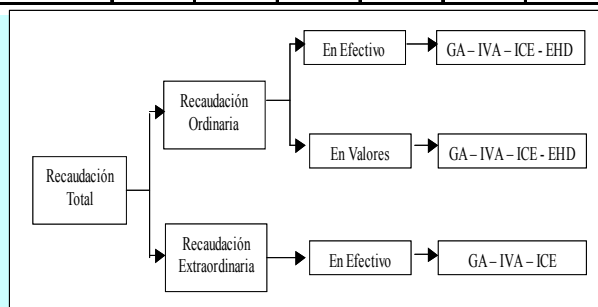 En Efectivo
GA – IVA – ICE - EHD
Recaudación
Ordinaria
En Valores
GA – IVA – ICE - EHD
Recaudación
Total
Recaudación
Extraordinaria
En Efectivo
GA – IVA – ICE